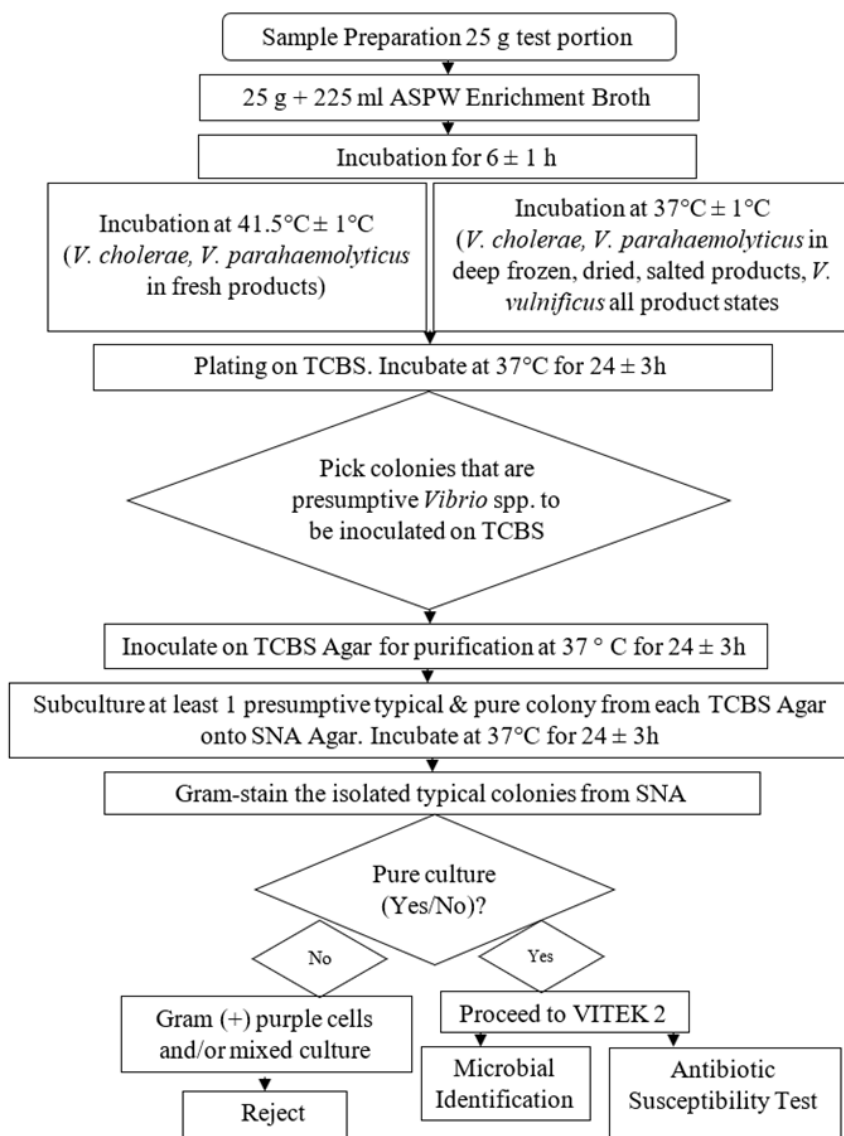 Sample Preparation 25 g test portion
25 g + 225 ml ASPW Enrichment Broth
Incubation for 6 ± 1 h
Incubation at 41.5°C ± 1°C
(V. cholerae, V. parahaemolyticus
in fresh products)
Incubation at 37°C ± 1°C
(V. cholerae, V. parahaemolyticus in
deep frozen, dried, salted products, V.
vulnificus all product states
Plating on TCBS. Incubate at 37°C for 24 ± 3h
Pick colonies that are
presumptive Vibrio spp. to
be inoculated on TCBS
Inoculate on TCBS Agar for purification at 37 ° C for 24 ± 3h
Subculture at least 1 presumptive typical & pure colony from each TCBS Agar
onto SNA Agar. Incubate at 37°C for 24 ± 3h
Gram-stain the isolated typical colonies from SNA
Pure culture
(Yes/No)?
No
Yes
Gram (+) purple cells
and/or mixed culture
Reject
Proceed to VITEK 2
Microbial
Identification
Antibiotic
Susceptibility Test